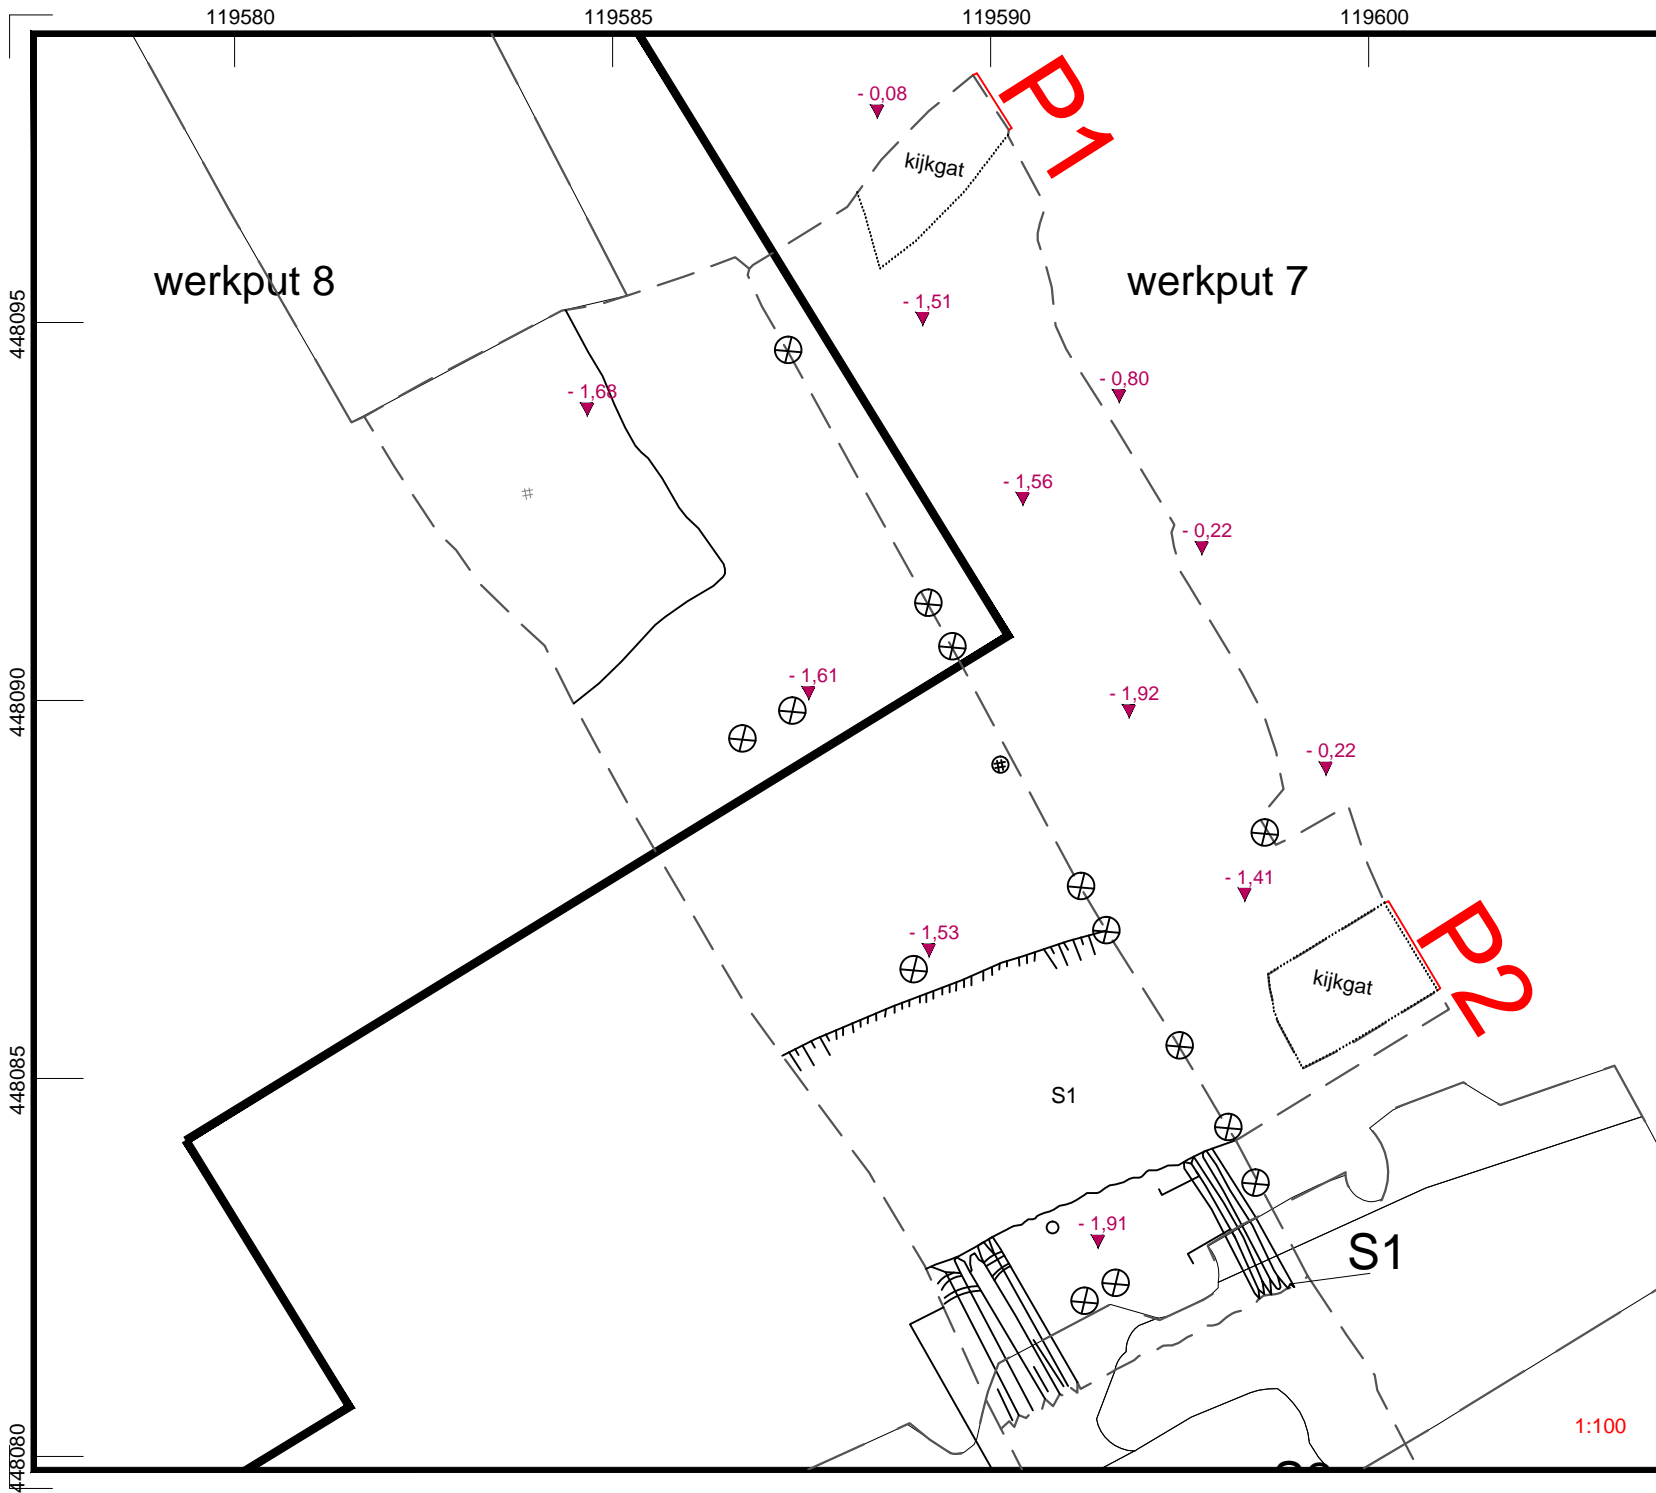 119580 119585 119590 119600
- 0,08
P1
kijkgat
werkput 8
werkput 7
448095
- 1,51
- 0,80
- 1,68
- 1,56
- 0,22
448090
- 1,61
- 1,92
- 0,22
- 1,41
P2
- 1,53
kijkgat
448085
S1
- 1,91
S1
448080
1:100